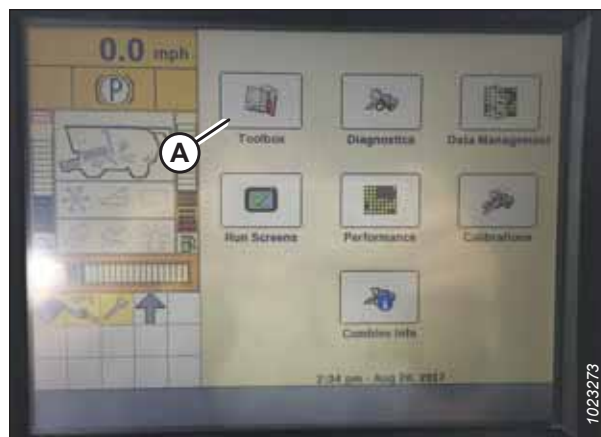 0.0 mph
(P)
A
Toolbox
Diagnostics
Data Management
Run Screens
Performance
Calibrations
Combine Info
2:34 pm - Aug 24, 2017
1023273